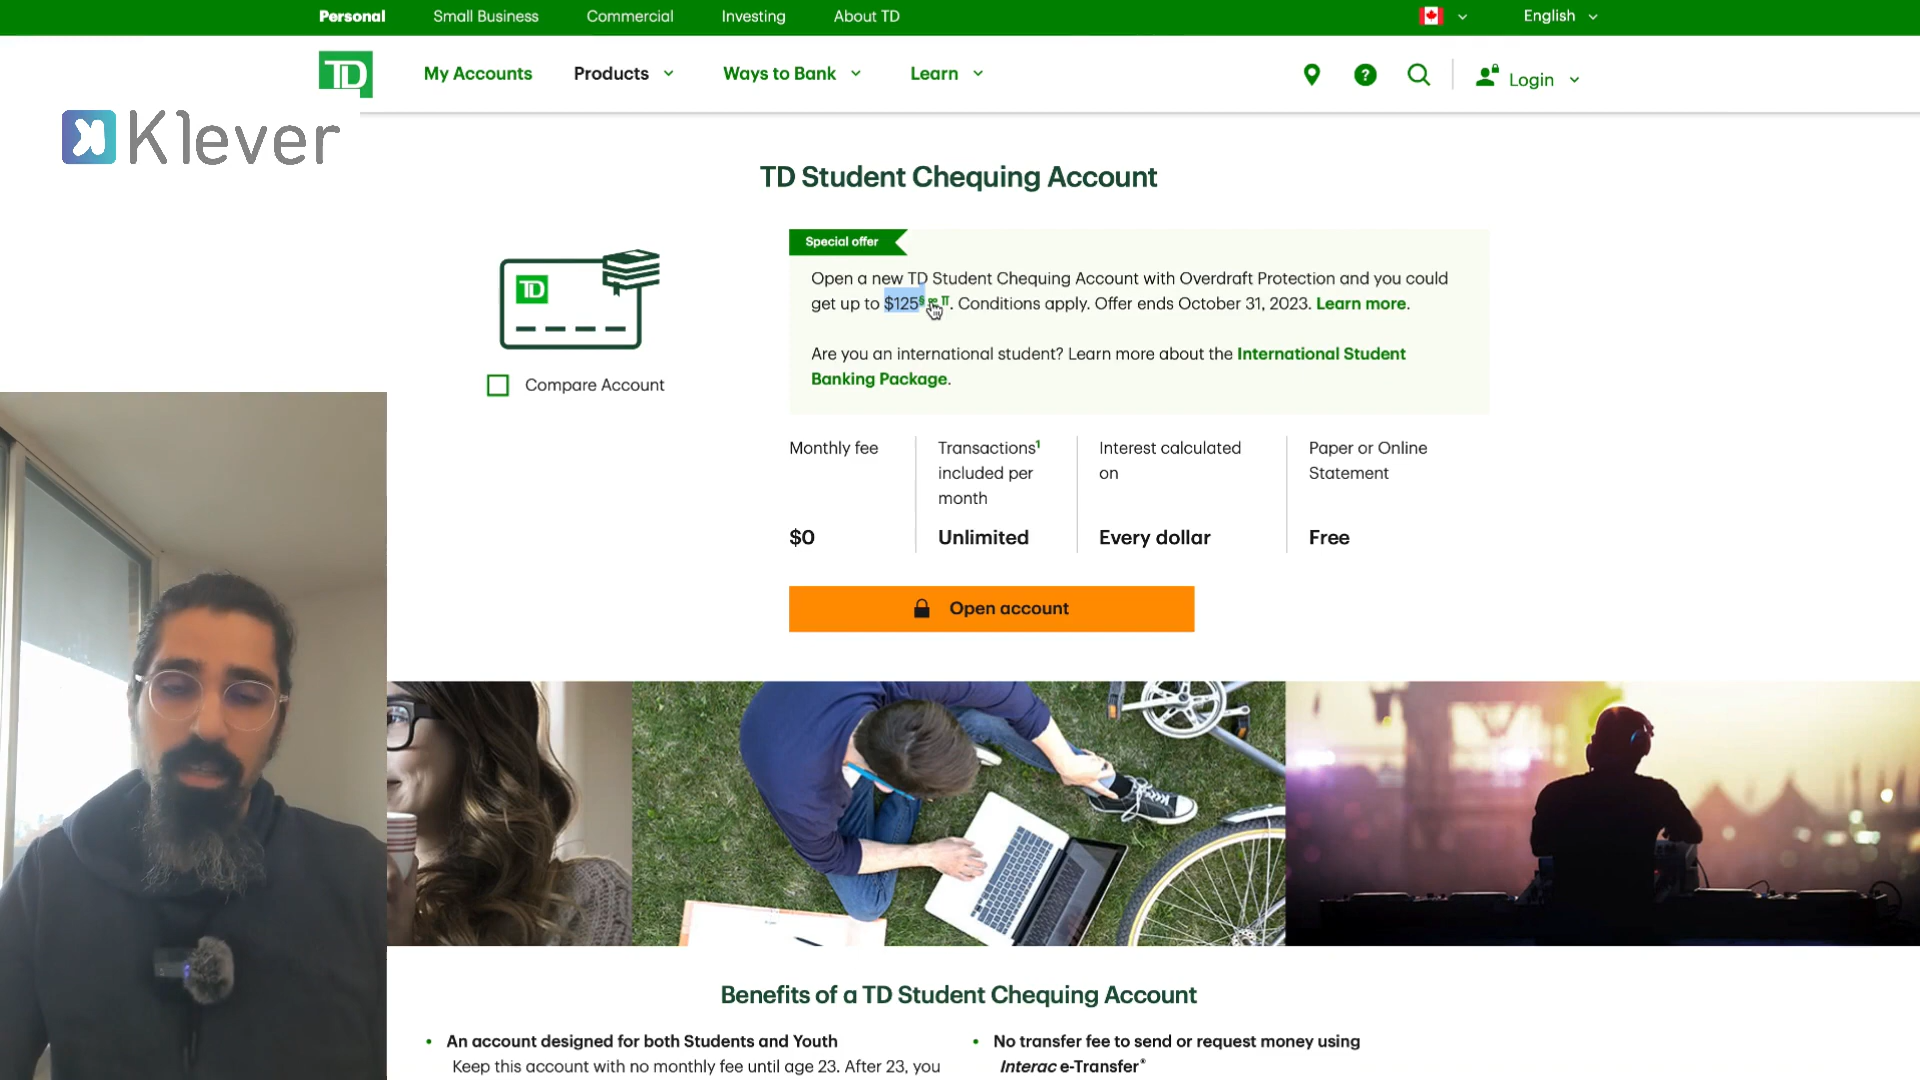 Personal Small Business Commercial Investing About TD English
TD My Accounts Products Ways to Bank Learn ? Login
Klever
TD Student Chequing Account
Special offer
Open a new TD Student Chequing Account with Overdraft Protection and you could
get up to $125§ ∞ π. Conditions apply. Offer ends October 31, 2023. Learn more.
TD
Are you an international student? Learn more about the International Student
Banking Package.
Compare Account
Monthly fee
$0
Transactions¹
included per
month
Unlimited
Interest calculated
on
Every dollar
Paper or Online
Statement
Free
Open account
Benefits of a TD Student Chequing Account
• An account designed for both Students and Youth
Keep this account with no monthly fee until age 23. After 23, you
• No transfer fee to send or request money using
Interac e-Transfer*